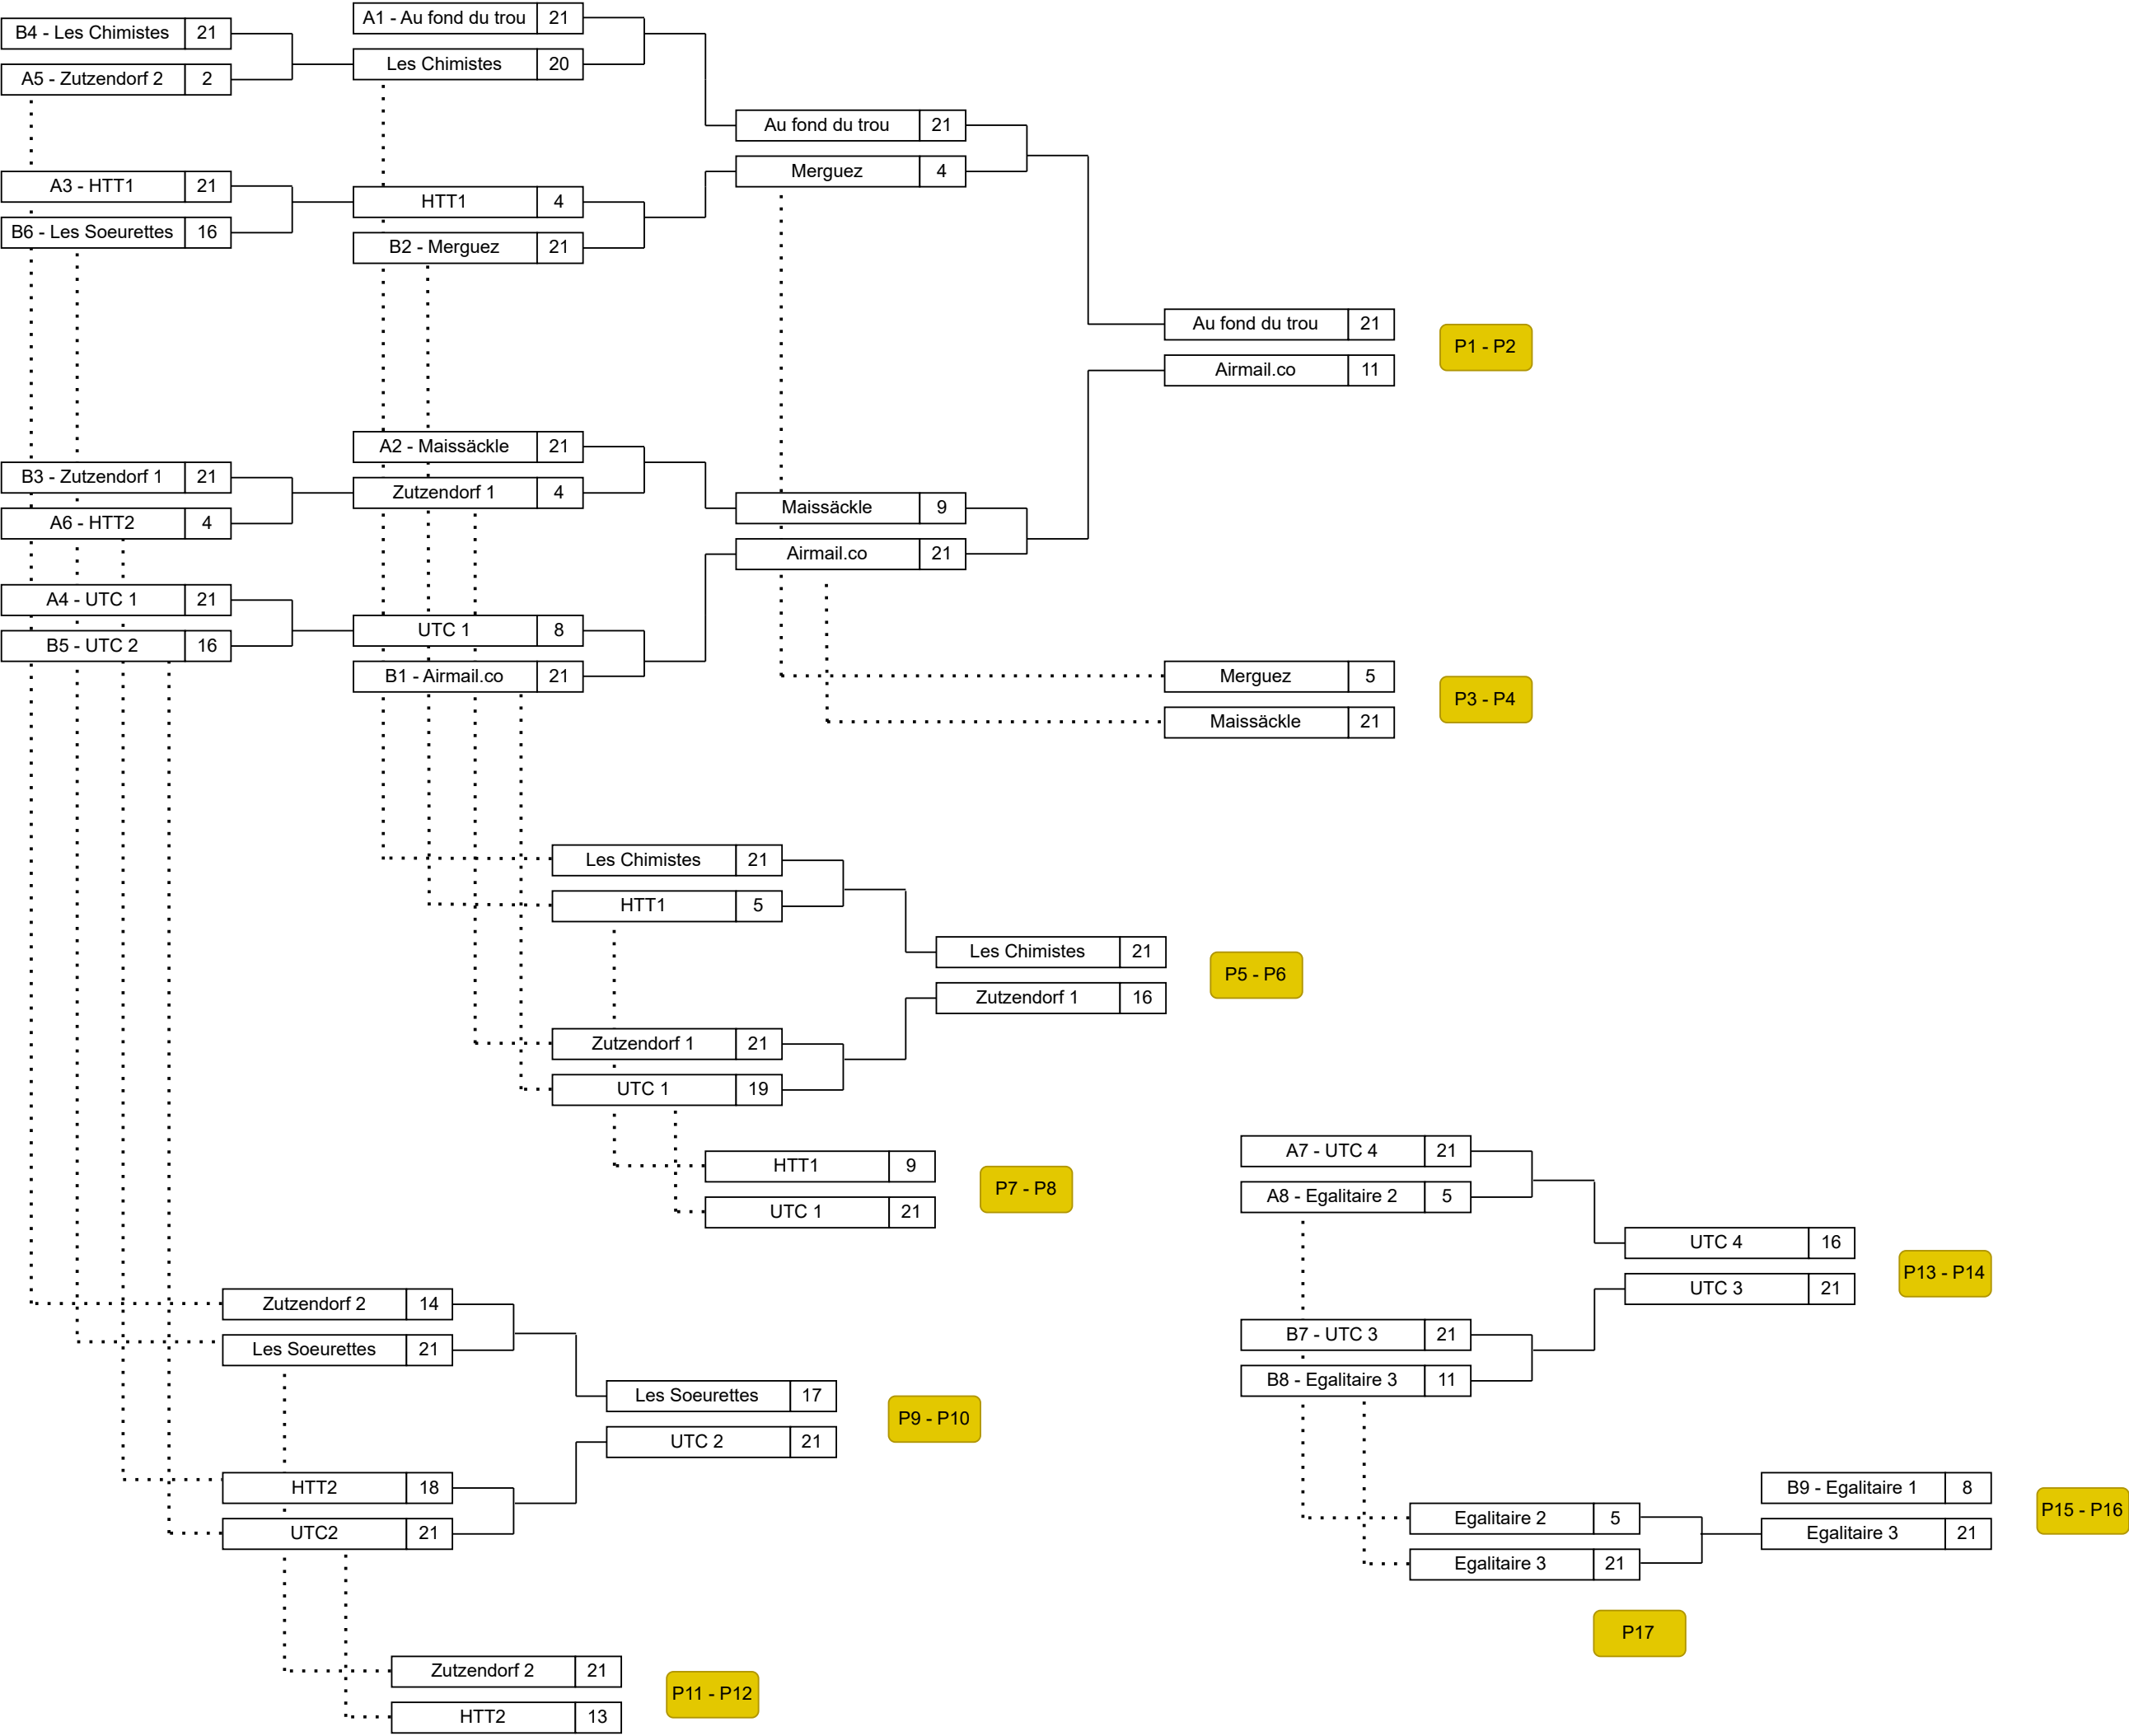 A1 - Au fond du trou 21
B4 - Les Chimistes 21
Les Chimistes 20
A5 - Zutzendorf 2 2
Au fond du trou 21
Merguez 4
A3 - HTT1 21
HTT1 4
B6 - Les Soeurettes 16
B2 - Merguez 21
Au fond du trou 21
P1 - P2
Airmail.co 11
A2 - Maissäckle 21
B3 - Zutzendorf 1 21
Zutzendorf 1 4
Maissäckle 9
A6 - HTT2 4
Airmail.co 21
A4 - UTC 1 21
UTC 1 8
B5 - UTC 2 16
B1 - Airmail.co 21
Merguez 5
P3 - P4
Maissäckle 21
Les Chimistes 21
HTT1 5
Les Chimistes 21
P5 - P6
Zutzendorf 1 16
Zutzendorf 1 21
UTC 1 19
A7 - UTC 4 21
HTT1 9
P7 - P8
A8 - Egalitaire 2 5
UTC 1 21
UTC 4 16
P13 - P14
UTC 3 21
Zutzendorf 2 14
B7 - UTC 3 21
Les Soeurettes 21
B8 - Egalitaire 3 11
Les Soeurettes 17
P9 - P10
UTC 2 21
HTT2 18
B9 - Egalitaire 1 8
P15 - P16
Egalitaire 2 5
UTC2 21
Egalitaire 3 21
Egalitaire 3 21
P17
Zutzendorf 2 21
P11 - P12
HTT2 13